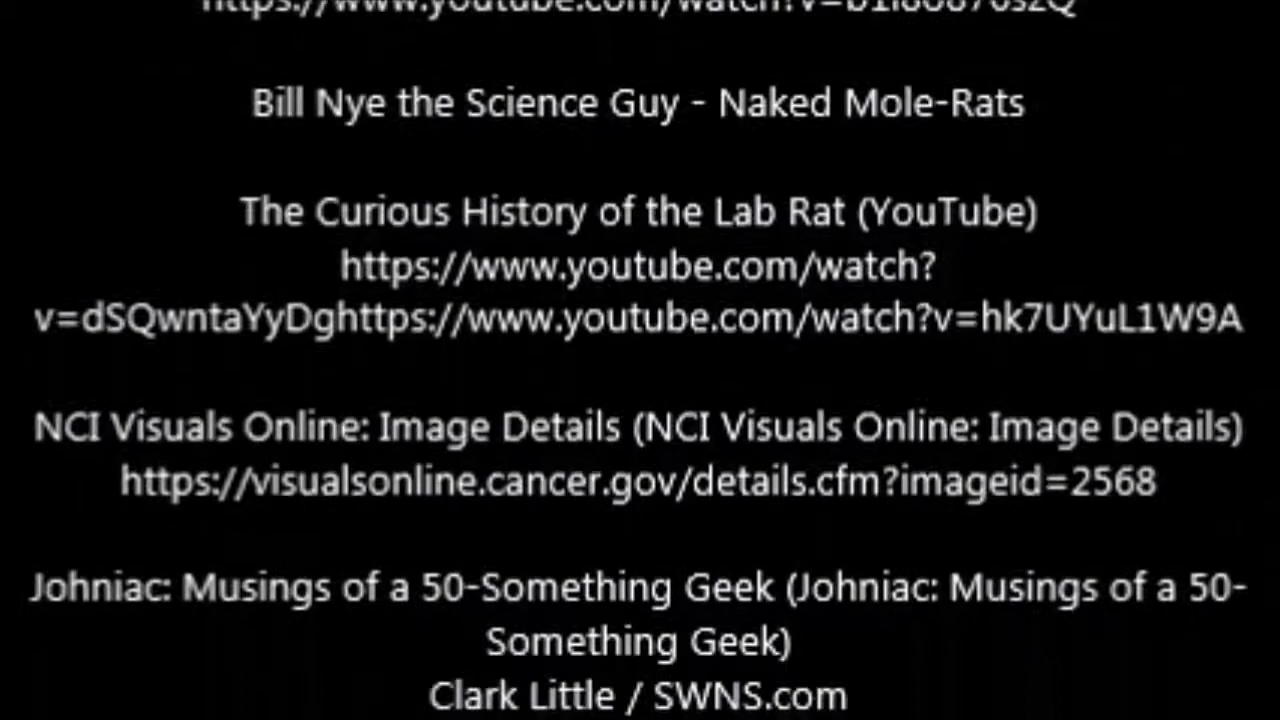 Bill Nye the Science Guy - Naked Mole-Rats
The Curious History of the Lab Rat (YouTube)
https://www.youtube.com/watch?
v=dSQwntaYyDghttps://www.youtube.com/watch?v=hk7UYuL1W9A
NCI Visuals Online: Image Details (NCI Visuals Online: Image Details)
https://visualsonline.cancer.gov/details.cfm?imageid=2568
Johniac: Musings of a 50-Something Geek (Johniac: Musings of a 50-
Something Geek)
Clark Little / SWNS.com